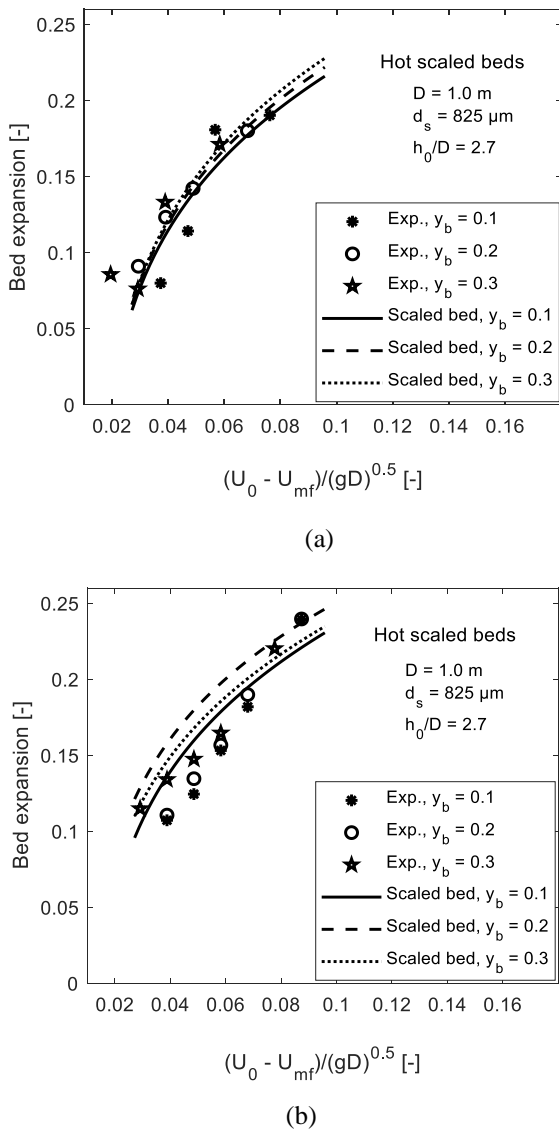 0.25
0.2
0.15
0.1
0.05
0
Bed expansion [-]
Hot scaled beds
D = 1.0 m
d_s = 825 µm
h_0/D = 2.7
Exp., y_b = 0.1
Exp., y_b = 0.2
Exp., y_b = 0.3
Scaled bed, y_b = 0.1
Scaled bed, y_b = 0.2
Scaled bed, y_b = 0.3
0.02 0.04 0.06 0.08 0.1 0.12 0.14 0.16
(U_0 - U_mf)/(gD)^0.5 [-]
(a)
0.25
0.2
0.15
0.1
0.05
0
Bed expansion [-]
Hot scaled beds
D = 1.0 m
d_s = 825 µm
h_0/D = 2.7
Exp., y_b = 0.1
Exp., y_b = 0.2
Exp., y_b = 0.3
Scaled bed, y_b = 0.1
Scaled bed, y_b = 0.2
Scaled bed, y_b = 0.3
0.02 0.04 0.06 0.08 0.1 0.12 0.14 0.16
(U_0 - U_mf)/(gD)^0.5 [-]
(b)